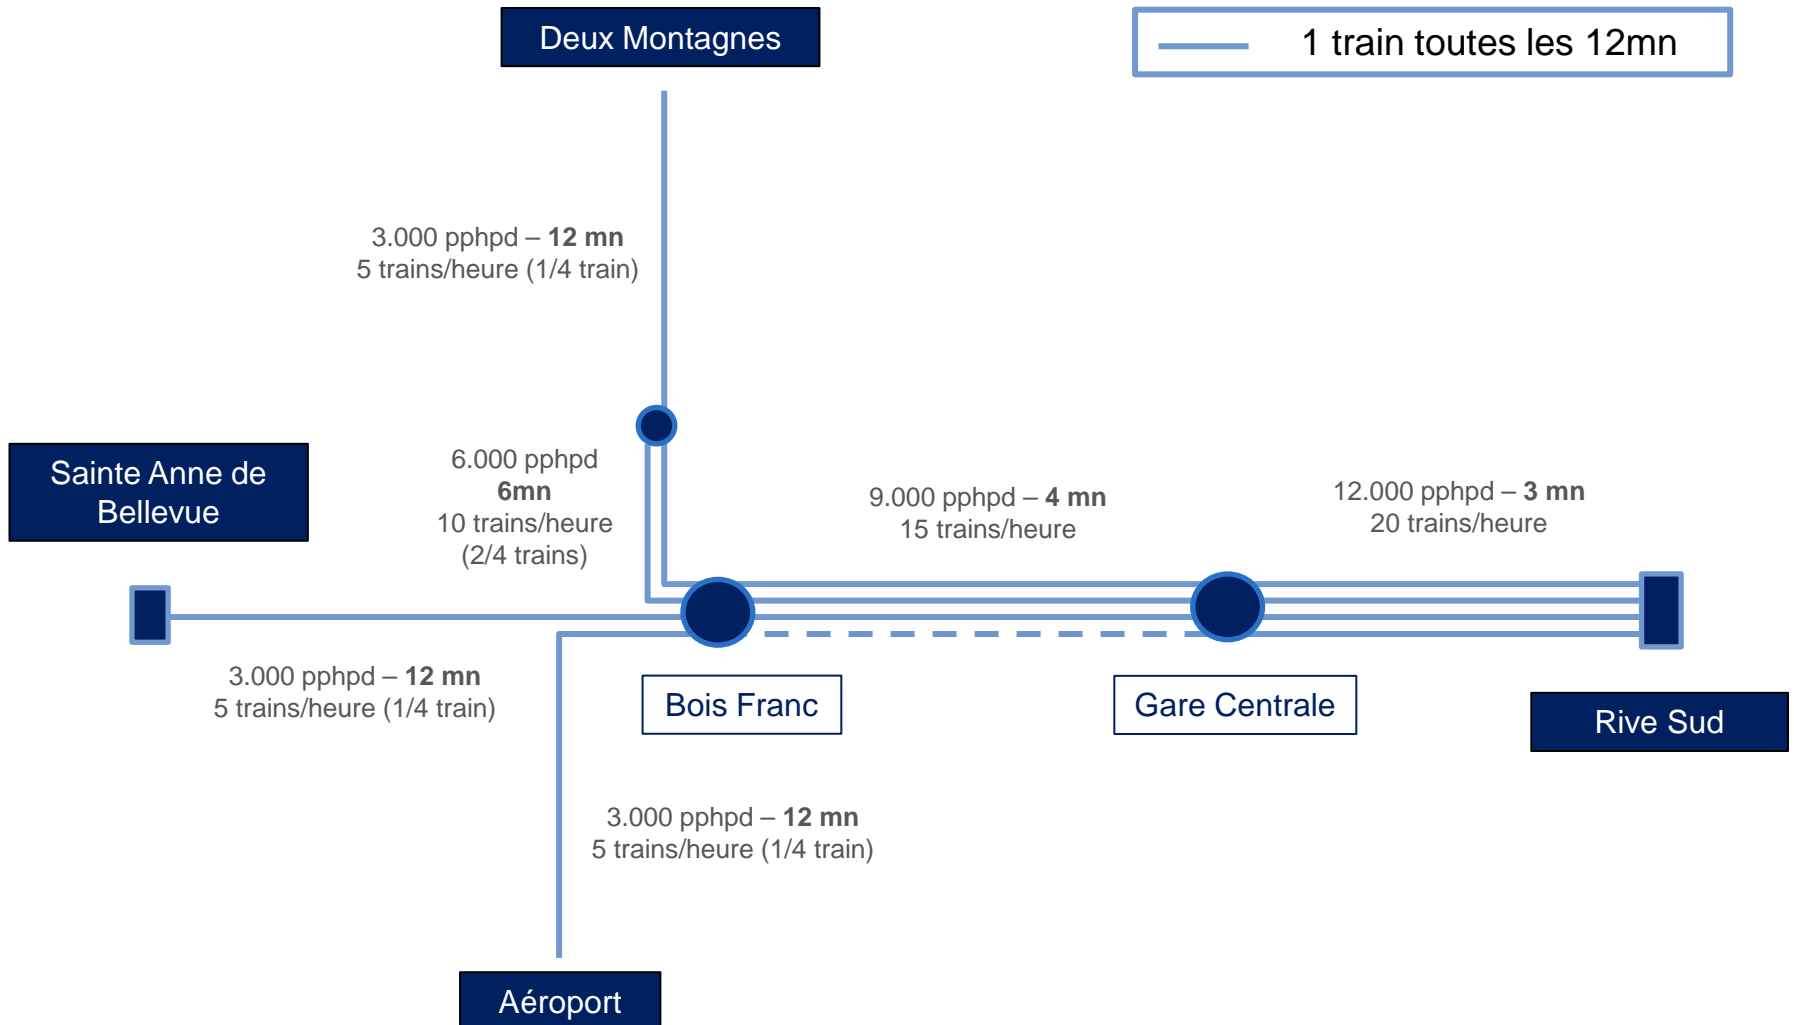 Deux Montagnes
1 train toutes les 12mn
3.000 pphpd – 12 mn
5 trains/heure (1/4 train)
Sainte Anne de
Bellevue
6.000 pphpd
6mn
10 trains/heure
(2/4 trains)
9.000 pphpd – 4 mn
15 trains/heure
12.000 pphpd – 3 mn
20 trains/heure
3.000 pphpd – 12 mn
5 trains/heure (1/4 train)
Bois Franc
Gare Centrale
Rive Sud
3.000 pphpd – 12 mn
5 trains/heure (1/4 train)
Aéroport